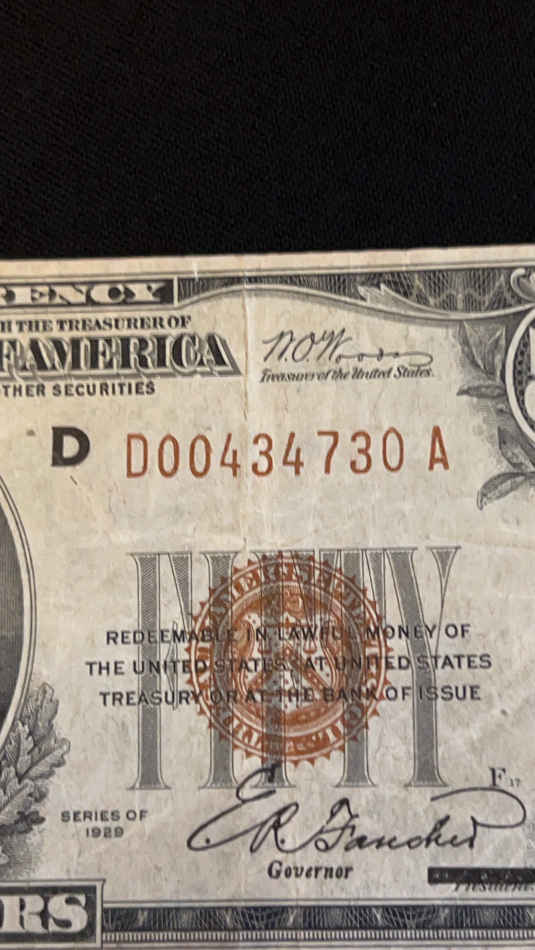 RENCY
H THE TREASURER OF
F AMERICA
THER SECURITIES
W.O. Woods
Treasurer of the United States.
D D00434730A
FIFTY
REDEEMABLE IN LAWFUL MONEY OF
THE UNITED STATES AT UNITED STATES
TREASURY OR AT THE BANK OF ISSUE
F17
SERIES OF
1929
E R Fancher
Governor
President.
RS